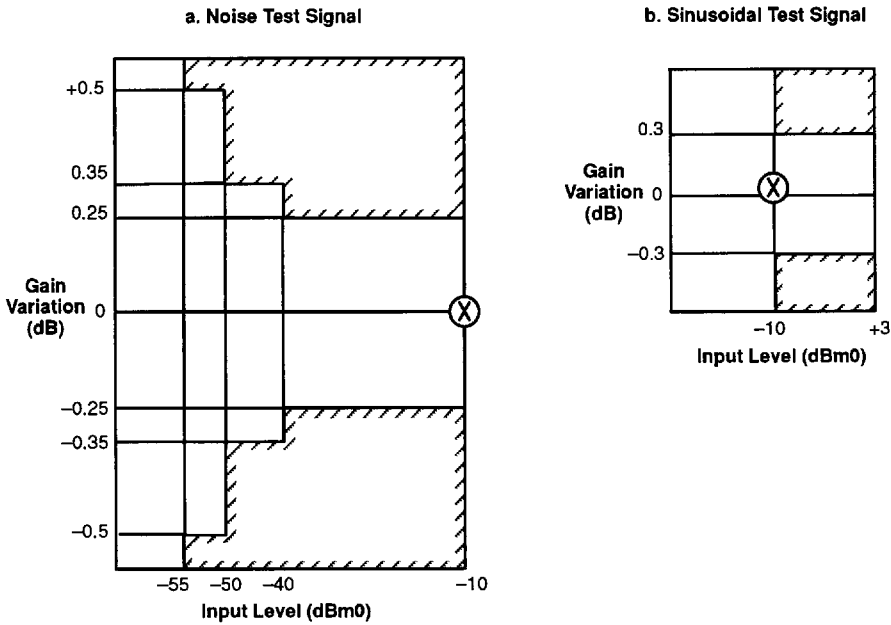 a. Noise Test Signal
+0.5
0.35
0.25
Gain
Variation
(dB)
0
X
−0.25
−0.35
−0.5
−55
−50
−40
−10
Input Level (dBm0)
b. Sinusoidal Test Signal
0.3
Gain
Variation
(dB)
0
X
−0.3
−10
+3
Input Level (dBm0)